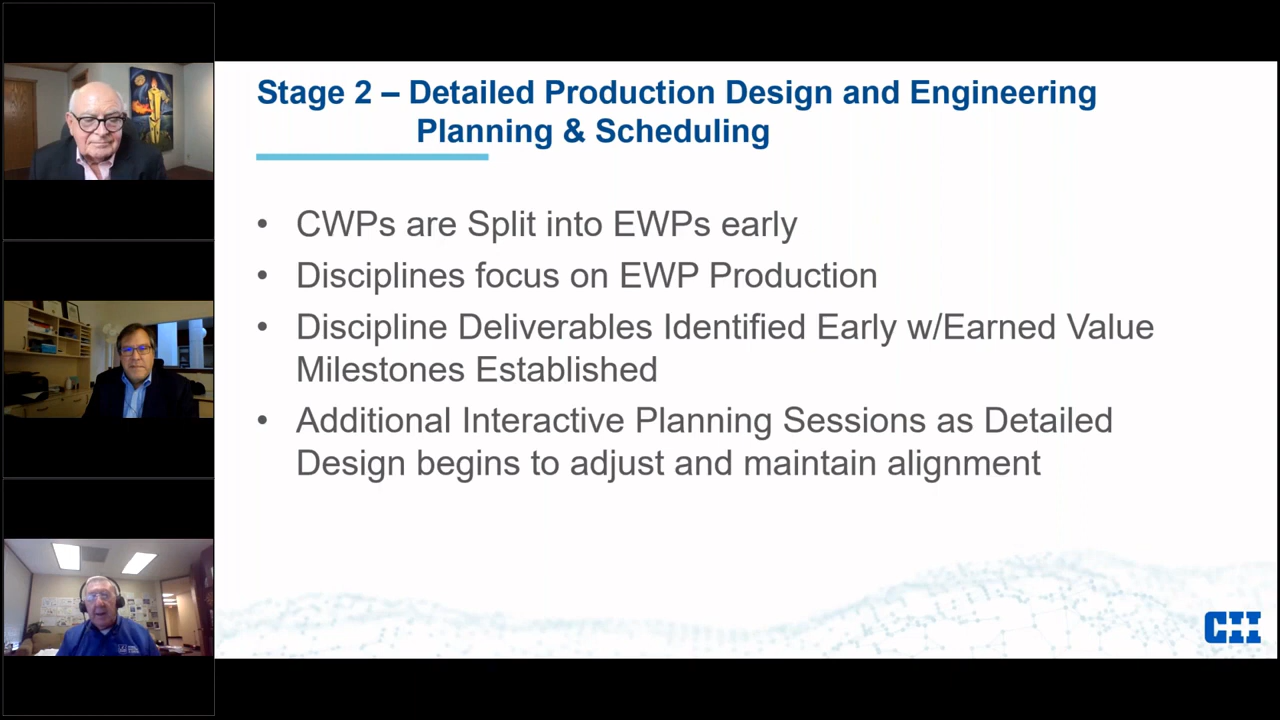 Stage 2 – Detailed Production Design and Engineering
Planning & Scheduling
• CWPs are Split into EWPs early
• Disciplines focus on EWP Production
• Discipline Deliverables Identified Early w/Earned Value
Milestones Established
• Additional Interactive Planning Sessions as Detailed
Design begins to adjust and maintain alignment
CII